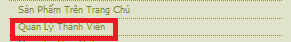 Sản Phẩm Trên Trang Chủ
Quản Lý Thành Viên